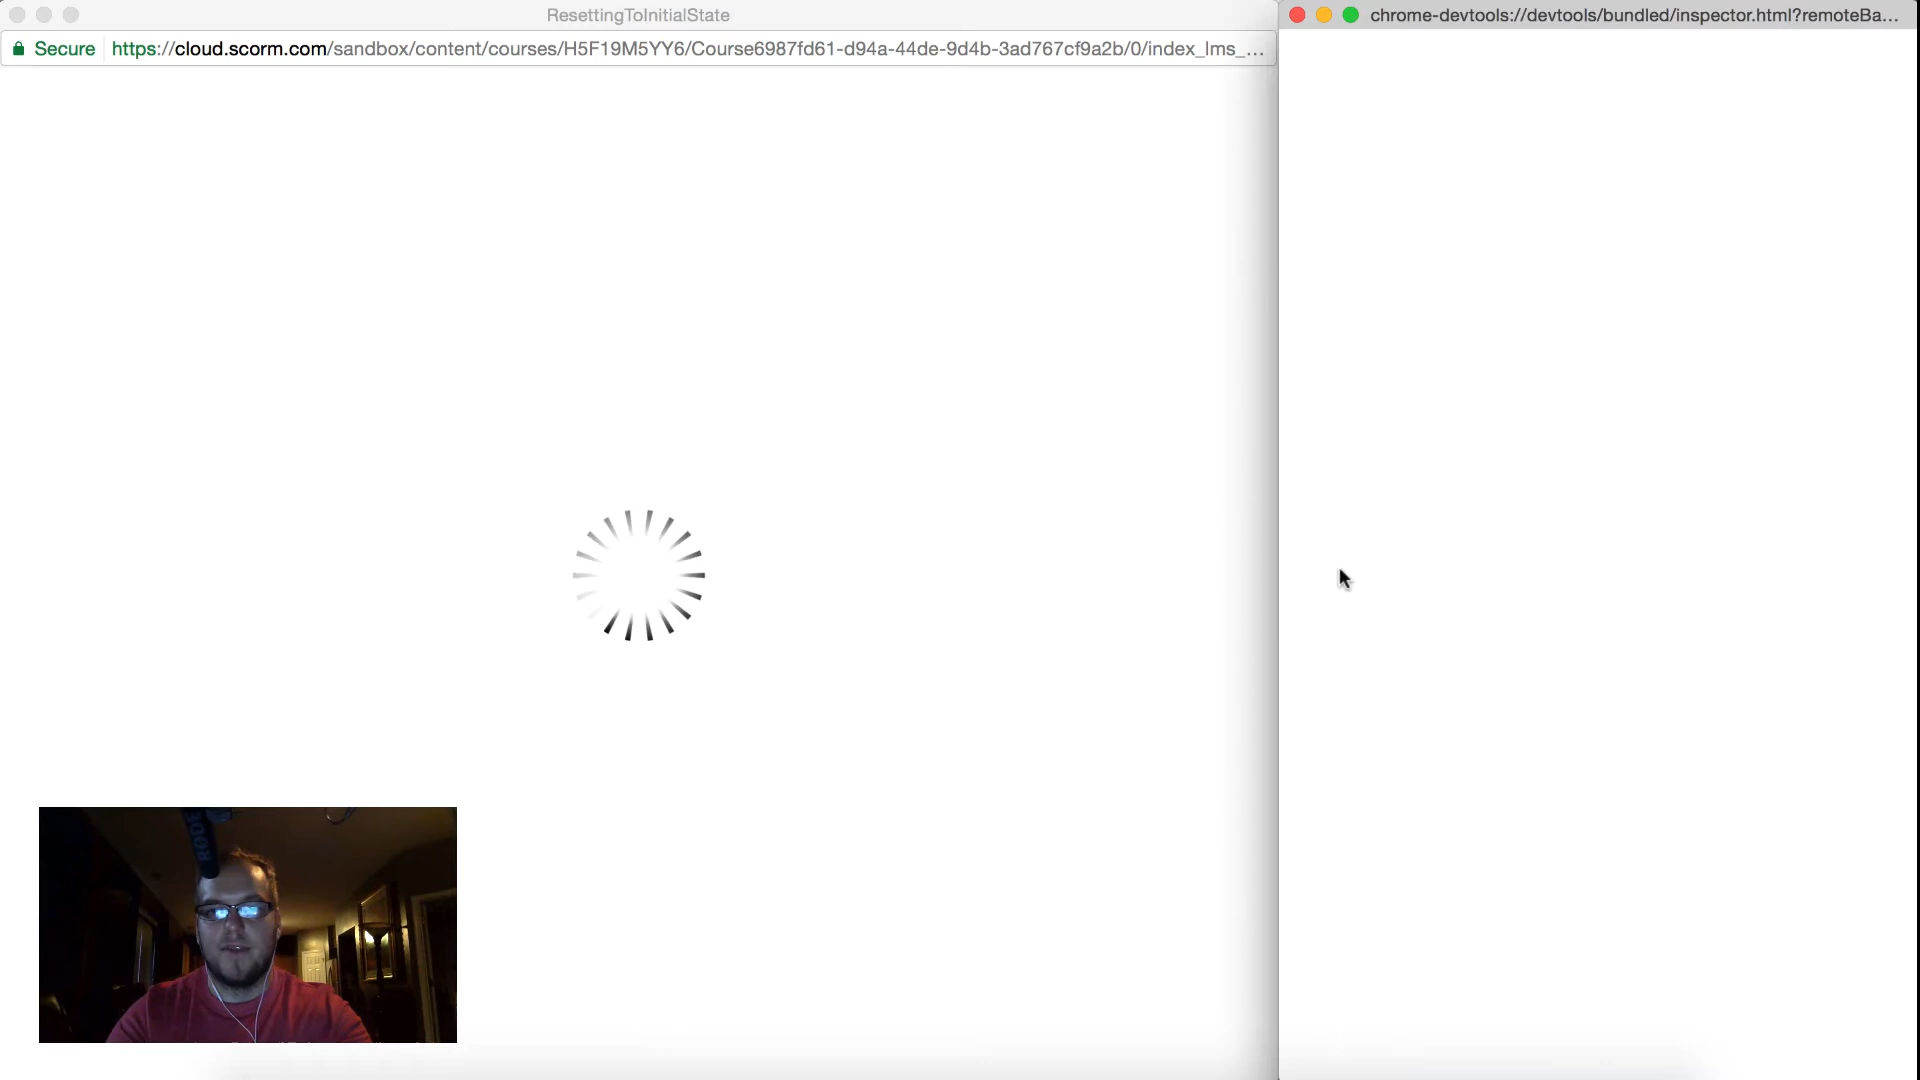 ResettingToInitialState
chrome-devtools://devtools/bundled/inspector.html?remoteBa...
Secure
https://cloud.scorm.com/sandbox/content/courses/H5F19M5YY6/Course6987fd61-d94a-44de-9d4b-3ad767cf9a2b/0/index_lms_...
RODE